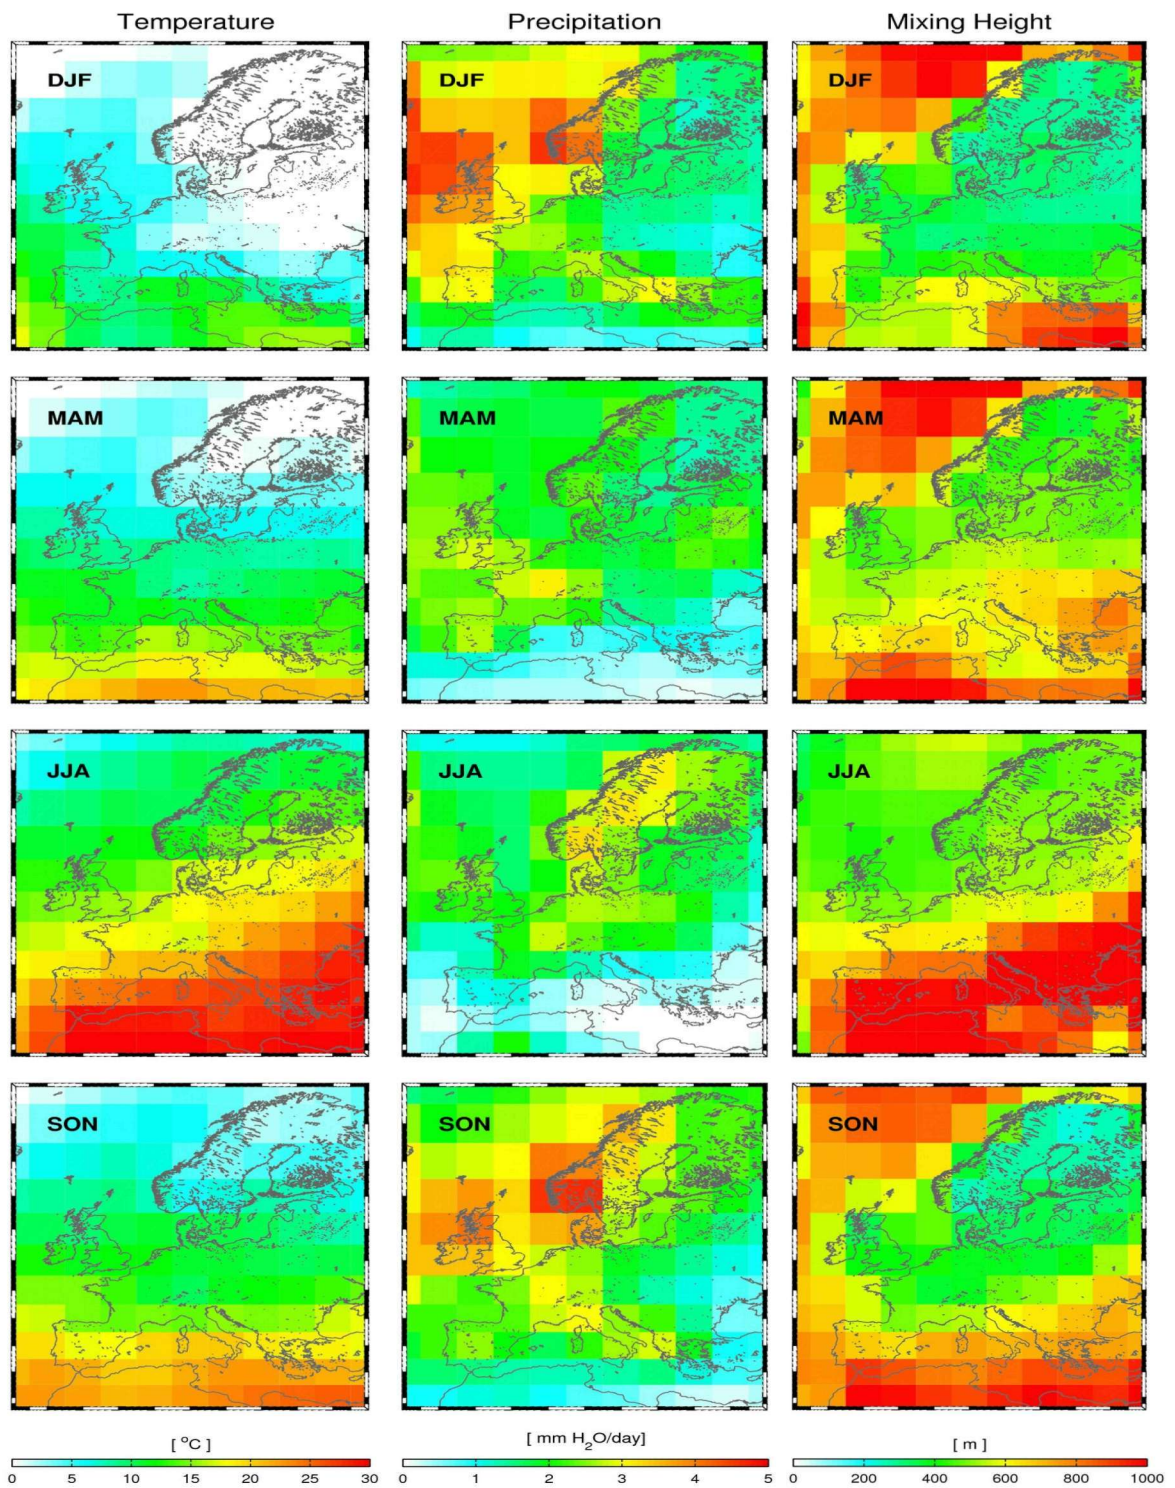 Temperature Precipitation Mixing Height
DJF DJF DJF
MAM MAM MAM
JJA JJA JJA
SON SON SON
[ °C ] [ mm H₂O/day] [ m ]
0 5 10 15 20 25 30 0 1 2 3 4 5 0 200 400 600 800 1000